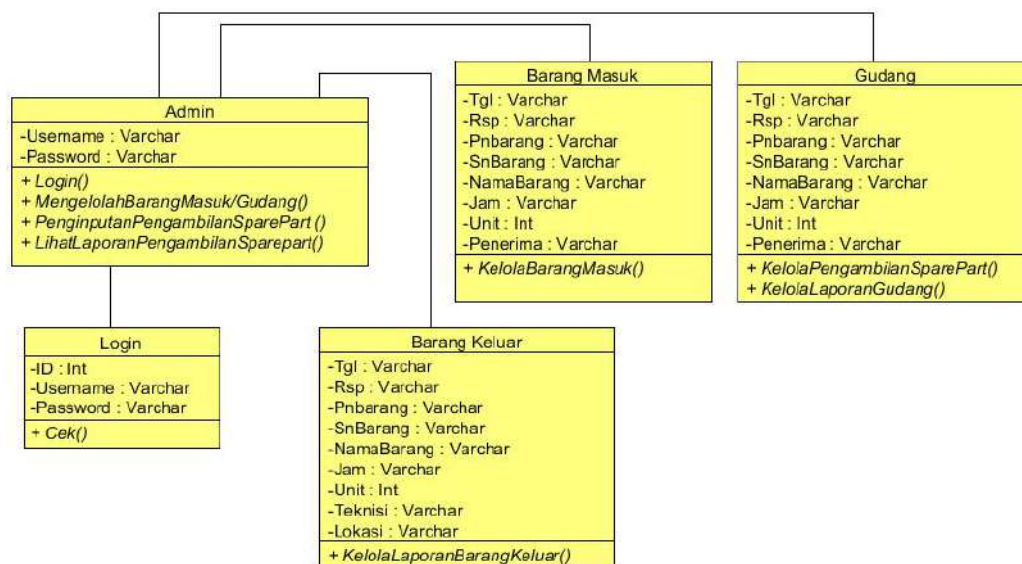 Admin
-Username : Varchar
-Password : Varchar
+ Login()
+ MengelolahBarangMasuk/Gudang()
+ PenginputanPengambilanSparePart ()
+ LihatLaporanPengambilanSparepart()
Barang Masuk
-Tgl : Varchar
-Rsp : Varchar
-Pnbarang : Varchar
-SnBarang : Varchar
-NamaBarang : Varchar
-Jam : Varchar
-Unit : Int
-Penerima : Varchar
+ KelolaBarangMasuk()
Gudang
-Tgl : Varchar
-Rsp : Varchar
-Pnbarang : Varchar
-SnBarang : Varchar
-NamaBarang : Varchar
-Jam : Varchar
-Unit : Int
-Penerima : Varchar
+ KelolaPengambilanSparePart()
+ KelolaLaporanGudang()
Login
-ID : Int
-Username : Varchar
-Password : Varchar
+ Cek()
Barang Keluar
-Tgl : Varchar
-Rsp : Varchar
-Pnbarang : Varchar
-SnBarang : Varchar
-NamaBarang : Varchar
-Jam : Varchar
-Unit : Int
-Teknisi : Varchar
-Lokasi : Varchar
+ KelolaLaporanBarangKeluar()